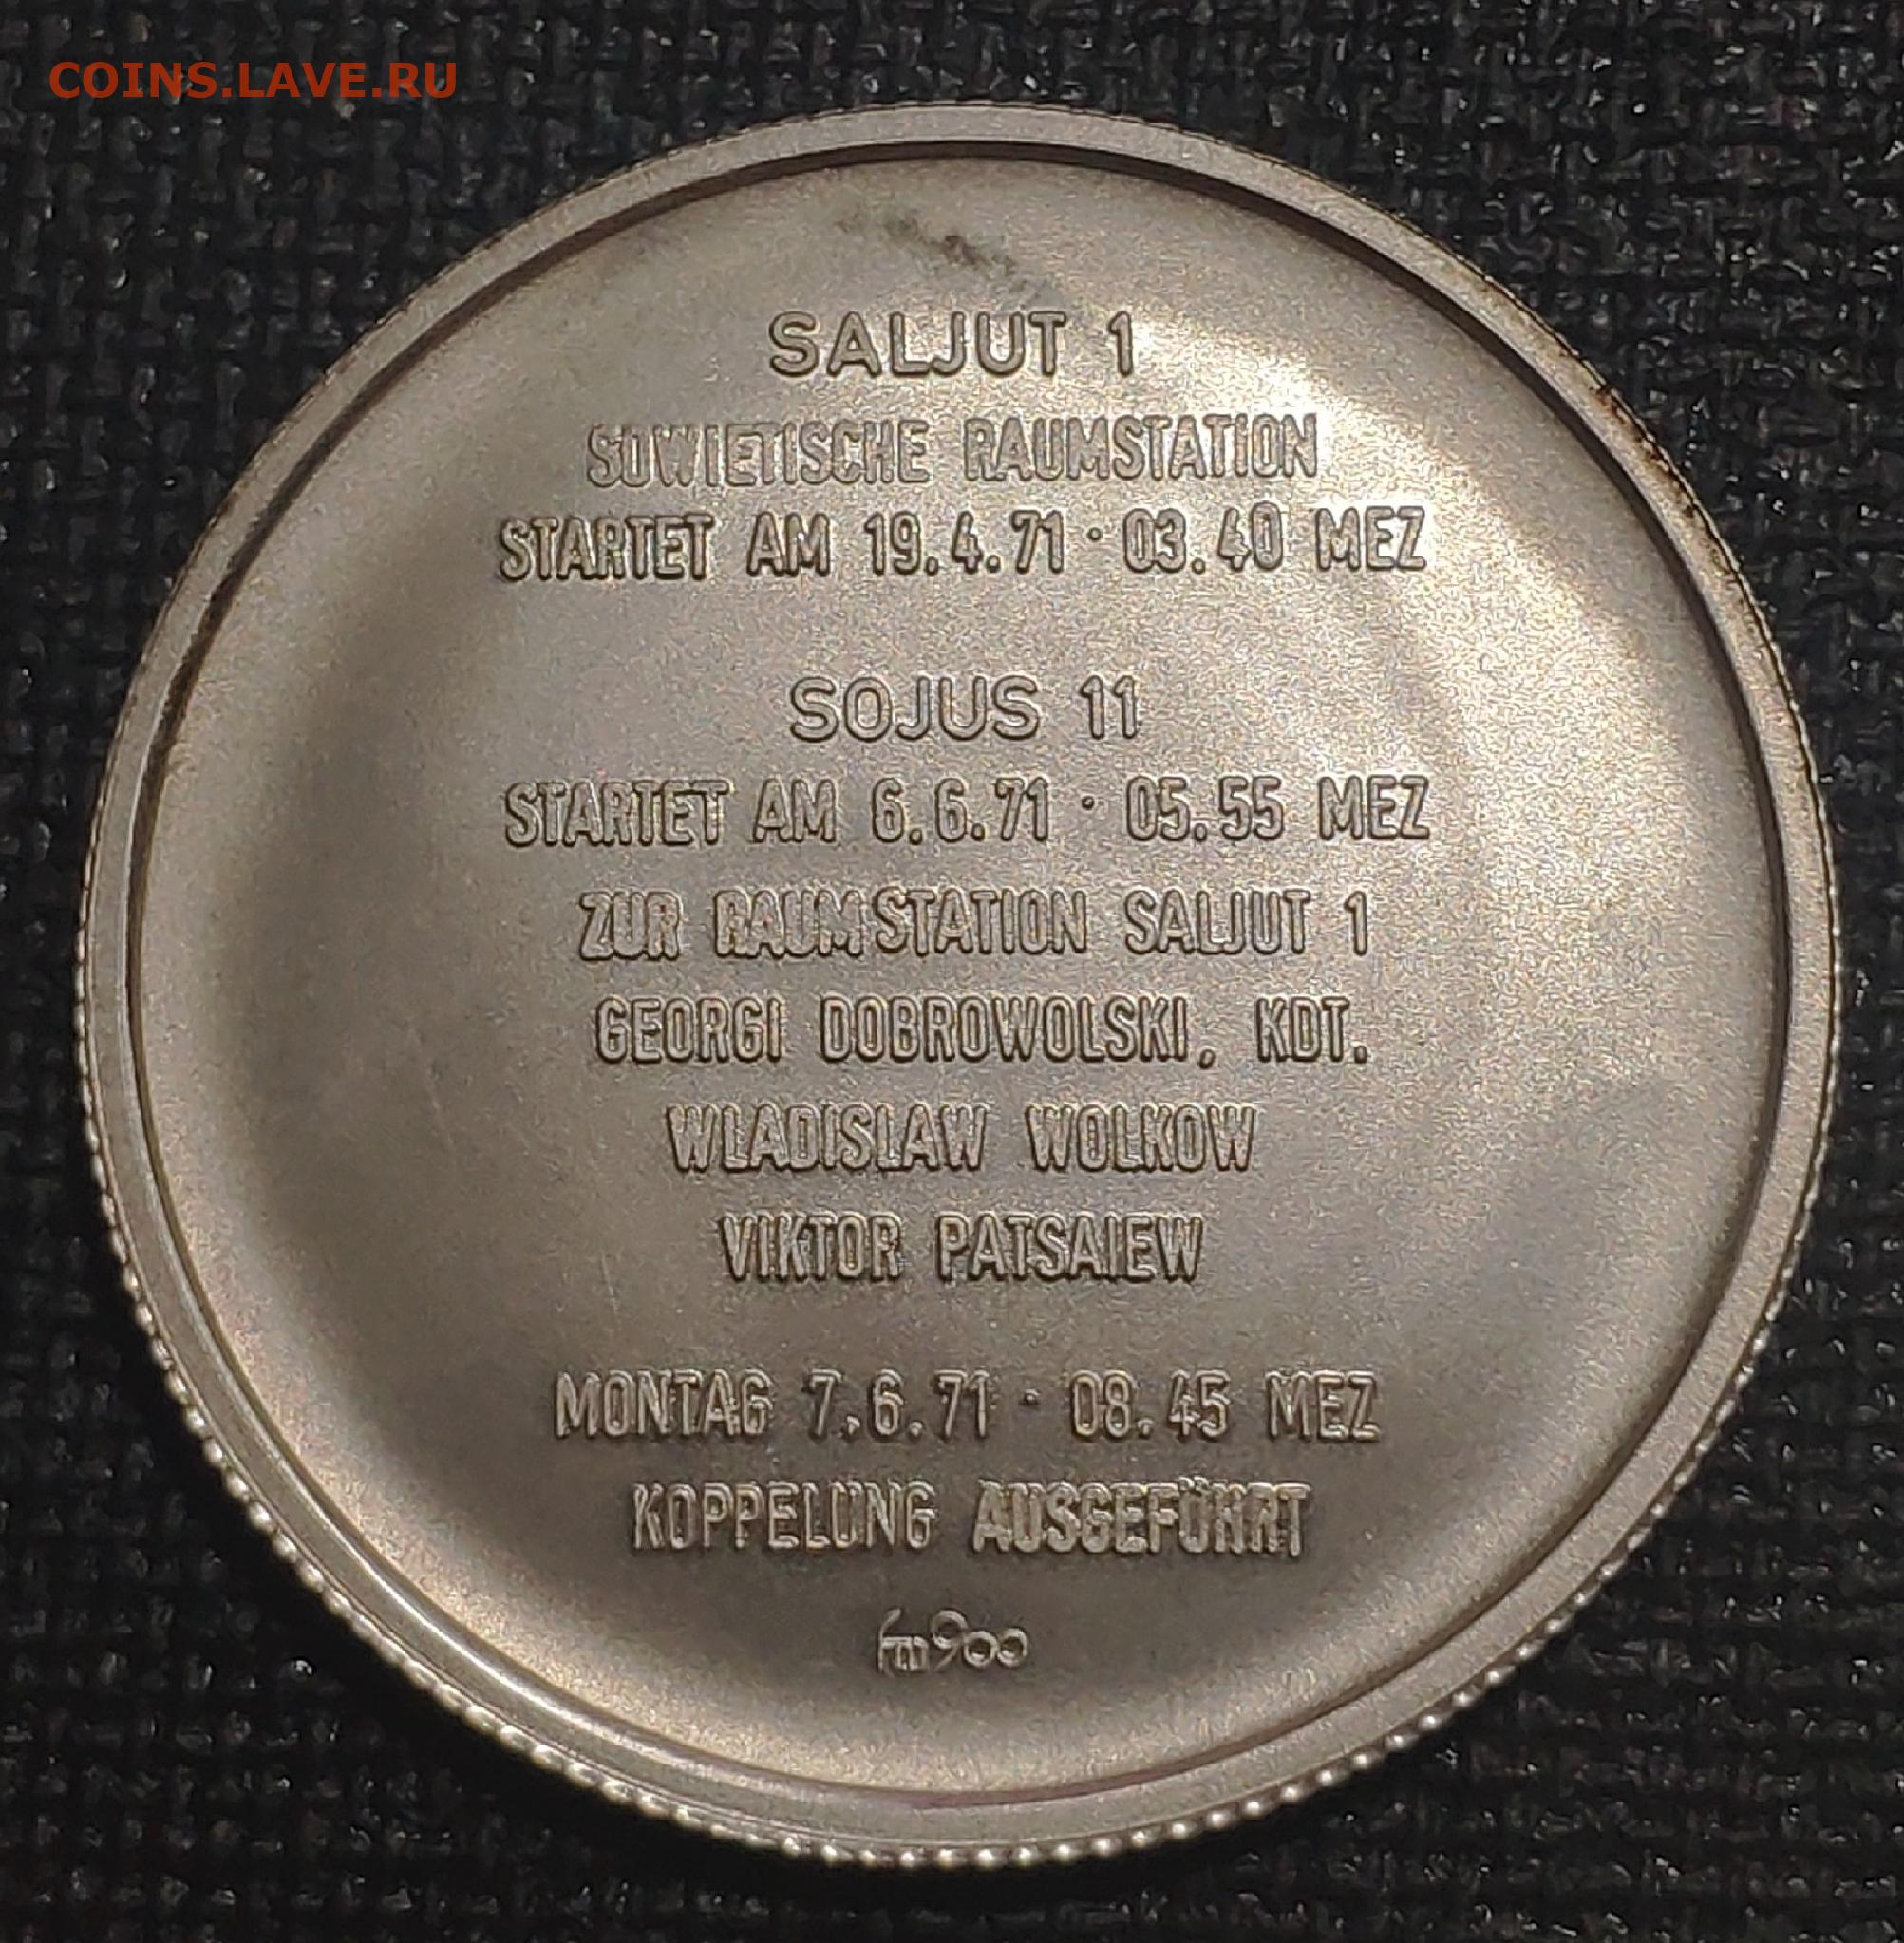 COINS.LAVE.RU
SALJUT 1
SOWIETISCHE RAUMSTATION
STARTET AM 19.4.71 · 03.40 MEZ
SOJUS 11
STARTET AM 6.6.71 · 05.55 MEZ
ZUR RAUMSTATION SALJUT 1
GEORGI DOBROWOLSKI, KDT.
WLADISLAW WOLKOW
VIKTOR PATSAIEW
MONTAG 7.6.71 · 08.45 MEZ
KOPPELUNG AUSGEFÜHRT
fm900